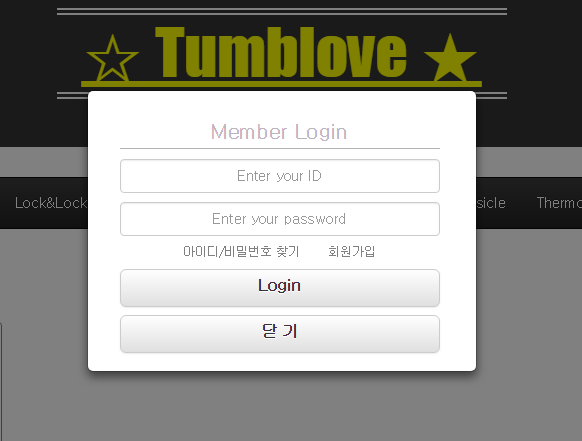 ☆ Tumblove ★
Member Login
Enter your ID
Lock&Lock
Thermo
Enter your password
아이디/비밀번호 찾기 회원가입
Login
닫 기